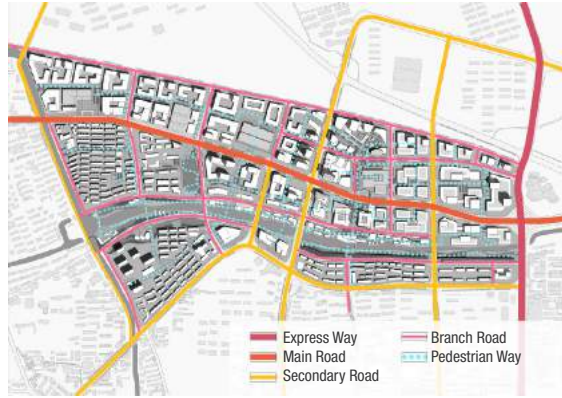 Express Way
Main Road
Secondary Road
Branch Road
Pedestrian Way